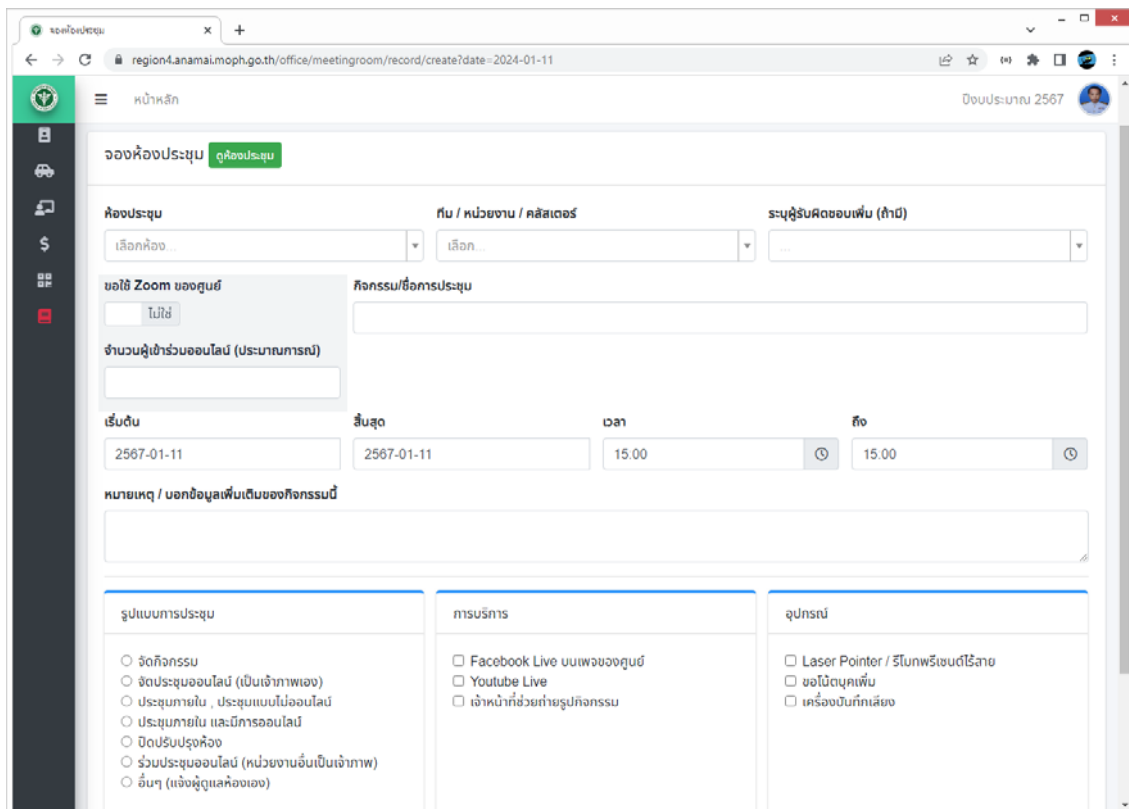 จองห้องประชุม
region4.anamai.moph.go.th/office/meetingroom/record/create?date=2024-01-11
หน้าหลัก ปีงบประมาณ 2567
จองห้องประชุม ดูห้องประชุม
ห้องประชุม ทีม / หน่วยงาน / คลัสเตอร์ ระบุผู้รับผิดชอบเพิ่ม (ถ้ามี)
เลือกห้อง... เลือก... ...
ขอใช้ Zoom ของศูนย์ กิจกรรม/ชื่อการประชุม
ไม่ใช่
จำนวนผู้เข้าร่วมออนไลน์ (ประมาณการณ์)
เริ่มต้น สิ้นสุด เวลา ถึง
2567-01-11 2567-01-11 15:00 15:00
หมายเหตุ / บอกข้อมูลเพิ่มเติมของกิจกรรมนี้
รูปแบบการประชุม การบริการ อุปกรณ์
จัดกิจกรรม Facebook Live บนเพจของศูนย์ Laser Pointer / รีโมทพรีเซนต์ไร้สาย
จัดประชุมออนไลน์ (เป็นเจ้าภาพเอง) Youtube Live ขอโน้ตบุคเพิ่ม
ประชุมภายใน , ประชุมแบบไม่ออนไลน์ เจ้าหน้าที่ช่วยถ่ายรูปกิจกรรม เครื่องบันทึกเสียง
ประชุมภายใน และมีการออนไลน์
ปิดปรับปรุงห้อง
ร่วมประชุมออนไลน์ (หน่วยงานอื่นเป็นเจ้าภาพ)
อื่นๆ (แจ้งผู้ดูแลห้องเอง)